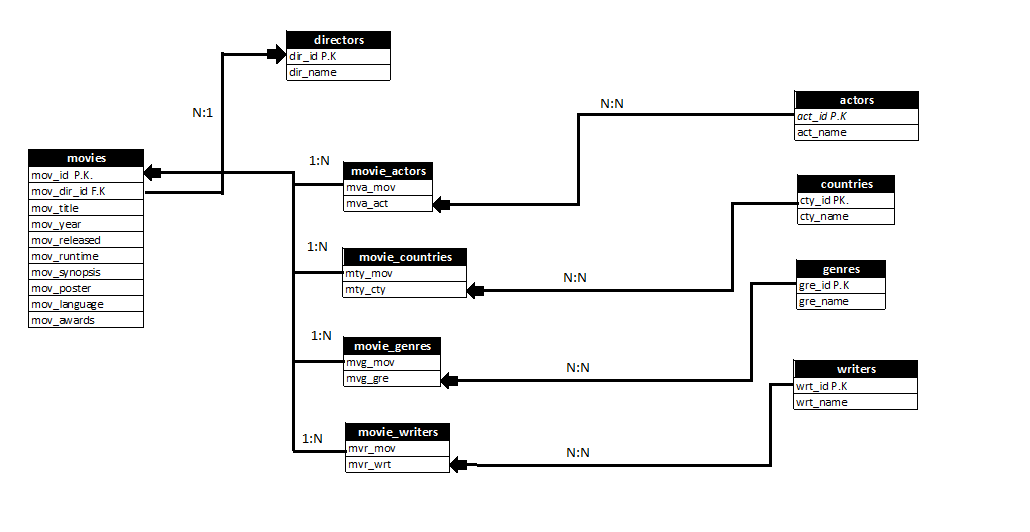 directors
dir_id P.K
dir_name
N:1
N:N
actors
act_id P.K
act_name
movies
mov_id P.K.
mov_dir_id F.K
mov_title
mov_year
mov_released
mov_runtime
mov_synopsis
mov_poster
mov_language
mov_awards
1:N
movie_actors
mva_mov
mva_act
countries
cty_id PK.
cty_name
1:N
movie_countries
mty_mov
mty_cty
N:N
genres
gre_id P.K
gre_name
1:N
movie_genres
mvg_mov
mvg_gre
N:N
writers
wrt_id P.K
wrt_name
1:N
movie_writers
mvr_mov
mvr_wrt
N:N